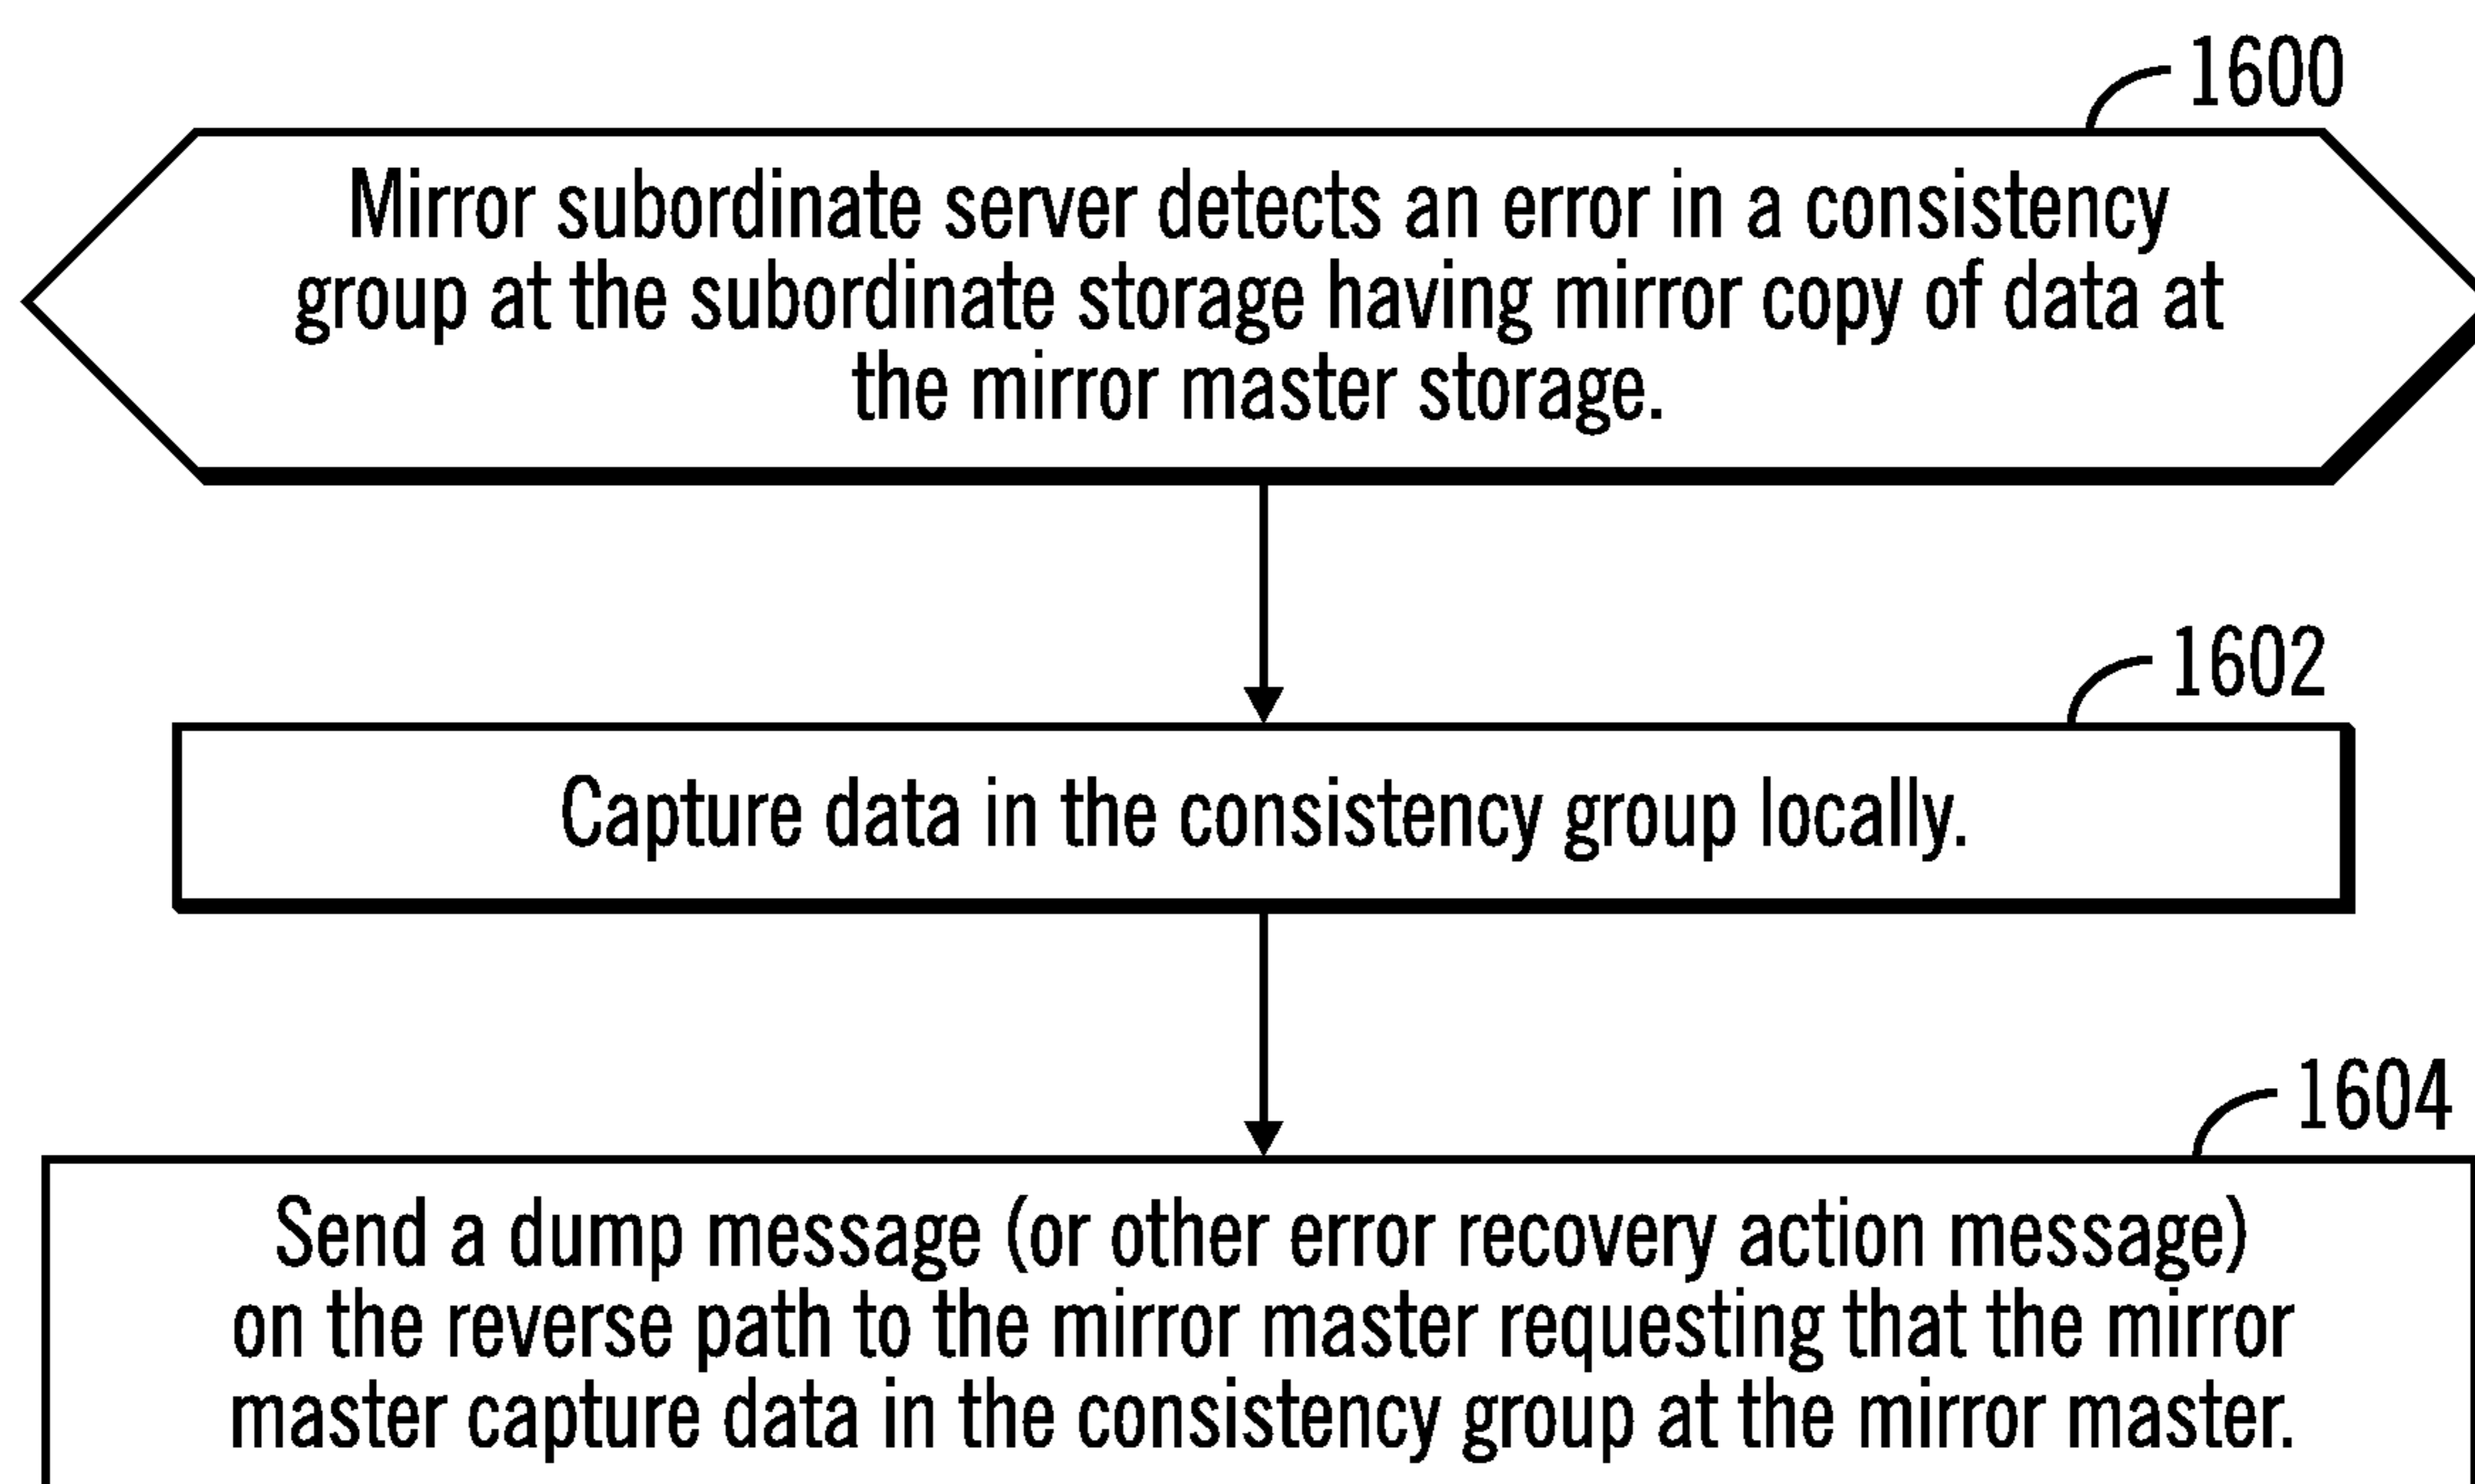 1600
Mirror subordinate server detects an error in a consistency
group at the subordinate storage having mirror copy of data at
the mirror master storage.
1602
Capture data in the consistency group locally.
1604
Send a dump message (or other error recovery action message)
on the reverse path to the mirror master requesting that the mirror
master capture data in the consistency group at the mirror master.